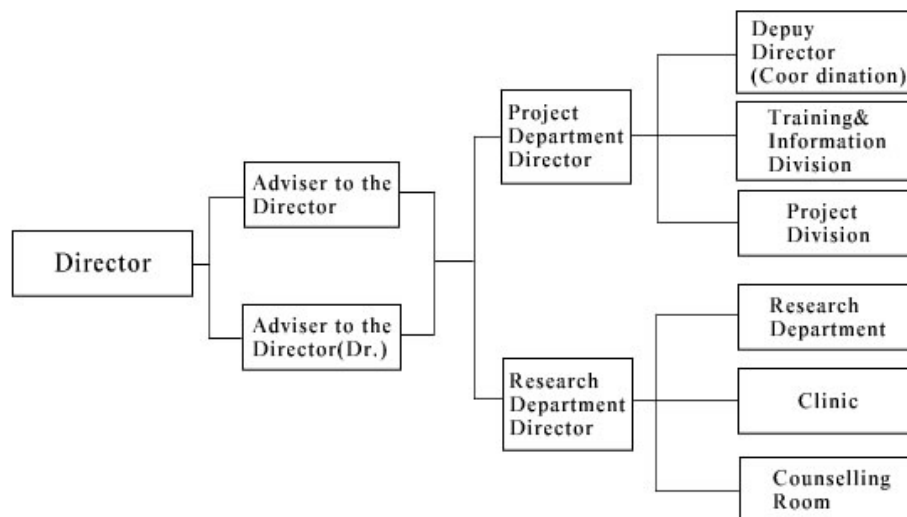 Director
Adviser to the
Director
Adviser to the
Director(Dr.)
Project
Department
Director
Research
Department
Director
Depuy
Director
(Coor dination)
Training&
Information
Division
Project
Division
Research
Department
Clinic
Counselling
Room